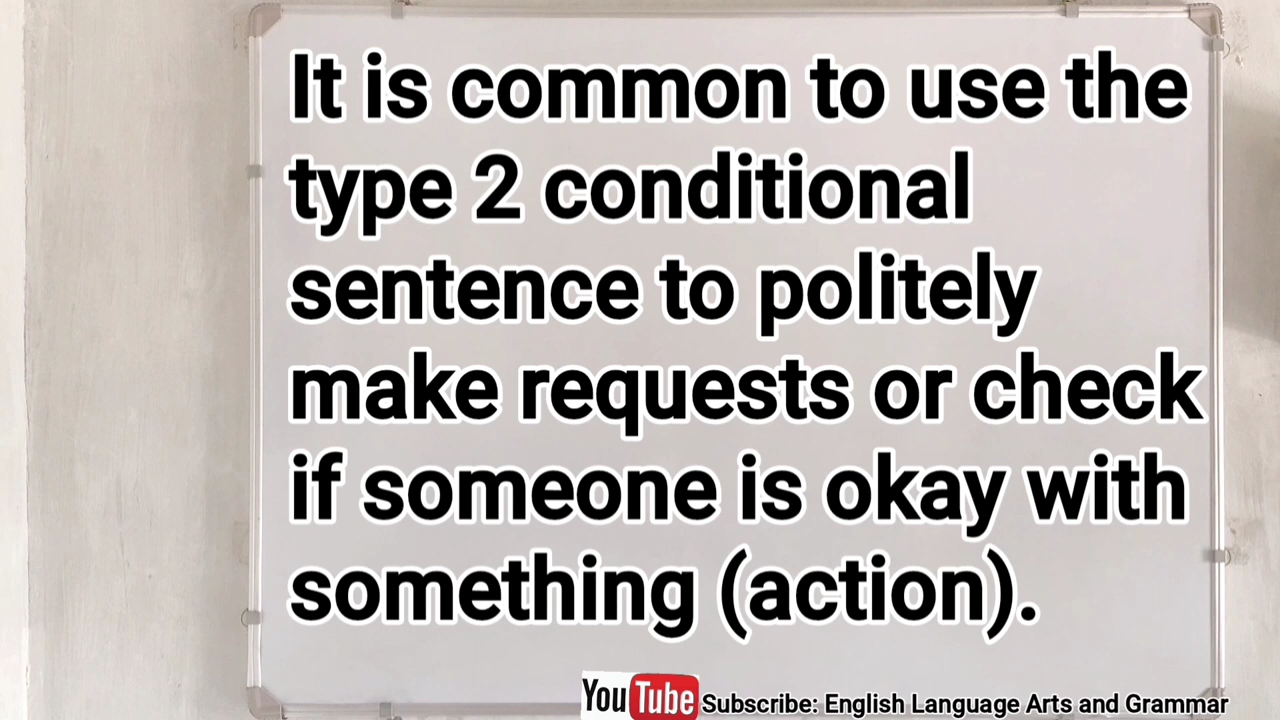 It is common to use the
type 2 conditional
sentence to politely
make requests or check
if someone is okay with
something (action).
YouTube Subscribe: English Language Arts and Grammar